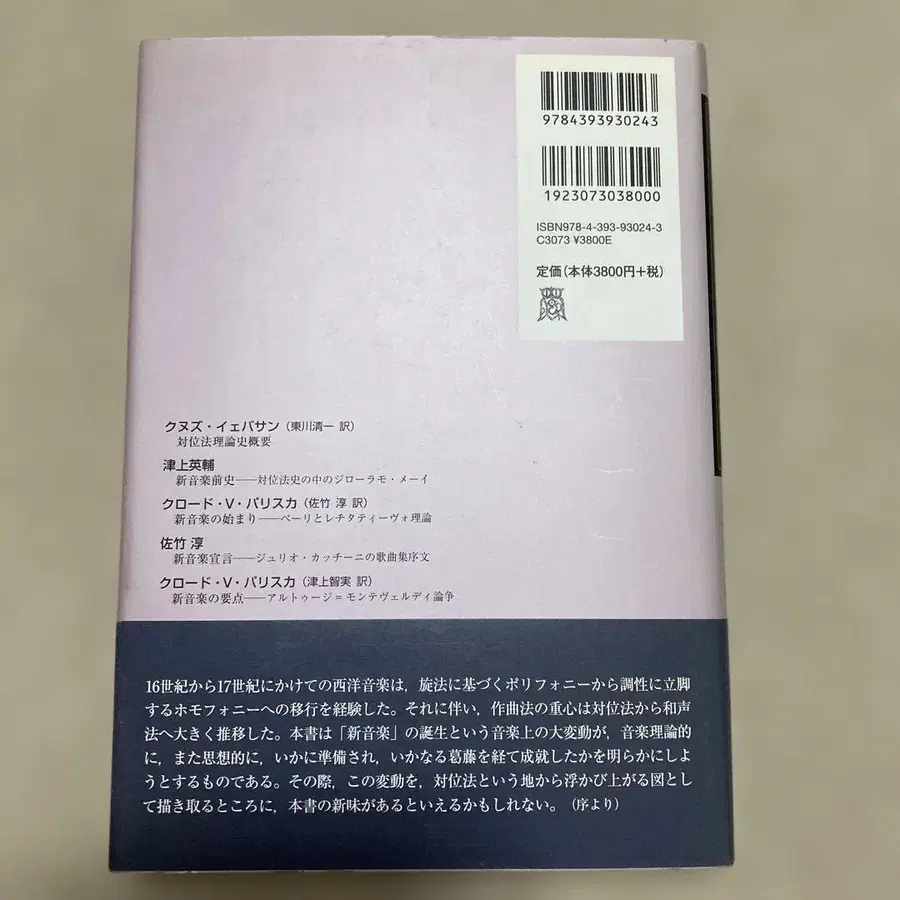 9784393930243
1923073038000
ISBN978-4-393-93024-3
C3073 ¥3800E
定価(本体3800円+税)
クヌズ・イェパサン(東川清一 訳)
対位法理論史概要
津上英輔
新音楽前史――対位法史の中のジローラモ・メーイ
クロード・V・パリスカ(佐竹 淳 訳)
新音楽の始まり――ペーリとレチタティーヴォ理論
佐竹 淳
新音楽宣言――ジュリオ・カッチーニの歌曲集序文
クロード・V・パリスカ(津上智実 訳)
新音楽の要点――アルトゥージ=モンテヴェルディ論争
16世紀から17世紀にかけての西洋音楽は,旋法に基づくポリフォニーから調性に立脚
するホモフォニーへの移行を経験した。それに伴い,作曲法の重心は対位法から和声
法へ大きく推移した。本書は「新音楽」の誕生という音楽上の大変動が,音楽理論的
に,また思想的に,いかに準備され,いかなる葛藤を経て成就したかを明らかにしよ
うとするものである。その際,この変動を,対位法という地から浮かび上がる図とし
て描き取るところに,本書の新味があるといえるかもしれない。(序より)